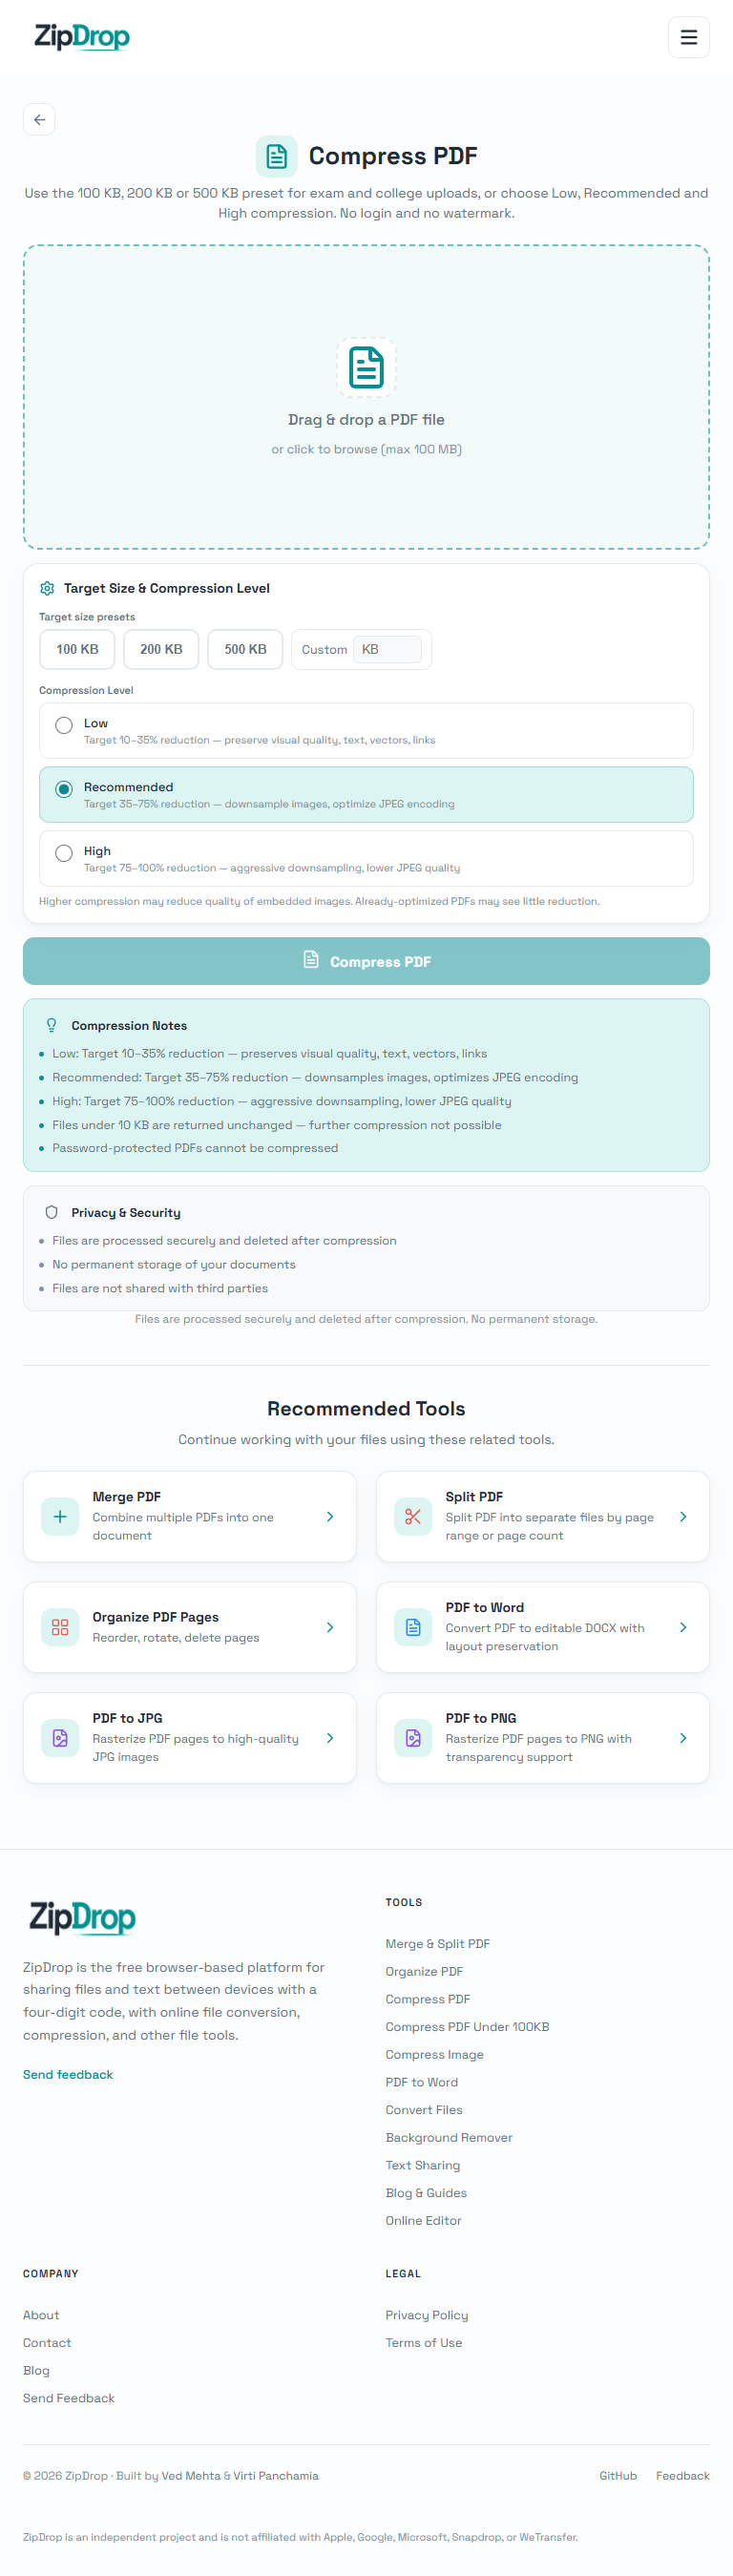 ZipDrop
Compress PDF
Use the 100 KB, 200 KB or 500 KB preset for exam and college uploads, or choose Low, Recommended and
High compression. No login and no watermark.
Drag & drop a PDF file
or click to browse (max 100 MB)
Target Size & Compression Level
Target size presets
100 KB 200 KB 500 KB Custom KB
Compression Level
Low
Target 10–35% reduction — preserve visual quality, text, vectors, links
Recommended
Target 35–75% reduction — downsample images, optimize JPEG encoding
High
Target 75–100% reduction — aggressive downsampling, lower JPEG quality
Higher compression may reduce quality of embedded images. Already-optimized PDFs may see little reduction.
Compress PDF
Compression Notes
Low: Target 10–35% reduction — preserves visual quality, text, vectors, links
Recommended: Target 35–75% reduction — downsamples images, optimizes JPEG encoding
High: Target 75–100% reduction — aggressive downsampling, lower JPEG quality
Files under 10 KB are returned unchanged — further compression not possible
Password-protected PDFs cannot be compressed
Privacy & Security
Files are processed securely and deleted after compression
No permanent storage of your documents
Files are not shared with third parties
Files are processed securely and deleted after compression. No permanent storage.
Recommended Tools
Continue working with your files using these related tools.
Merge PDF
Combine multiple PDFs into one
document
Split PDF
Split PDF into separate files by page
range or page count
Organize PDF Pages
Reorder, rotate, delete pages
PDF to Word
Convert PDF to editable DOCX with
layout preservation
PDF to JPG
Rasterize PDF pages to high-quality
JPG images
PDF to PNG
Rasterize PDF pages to PNG with
transparency support
ZipDrop
ZipDrop is the free browser-based platform for
sharing files and text between devices with a
four-digit code, with online file conversion,
compression, and other file tools.
Send feedback
TOOLS
Merge & Split PDF
Organize PDF
Compress PDF
Compress PDF Under 100KB
Compress Image
PDF to Word
Convert Files
Background Remover
Text Sharing
Blog & Guides
Online Editor
COMPANY
About
Contact
Blog
Send Feedback
LEGAL
Privacy Policy
Terms of Use
© 2026 ZipDrop · Built by Ved Mehta & Virti Panchamia
GitHub Feedback
ZipDrop is an independent project and is not affiliated with Apple, Google, Microsoft, Snapdrop, or WeTransfer.